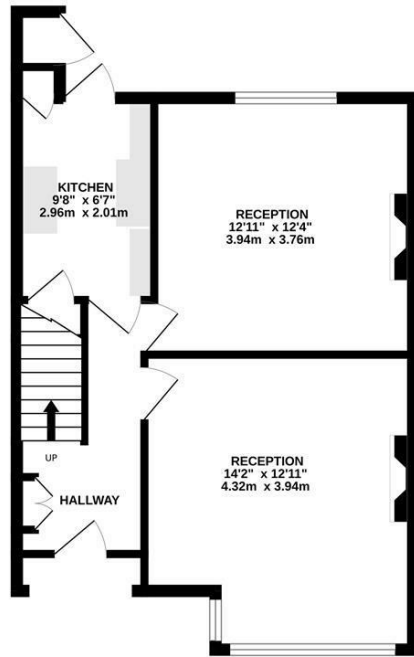 KITCHEN
9'8" x 6'7"
2.96m x 2.01m
RECEPTION
12'11" x 12'4"
3.94m x 3.76m
UP
HALLWAY
RECEPTION
14'2" x 12'11"
4.32m x 3.94m